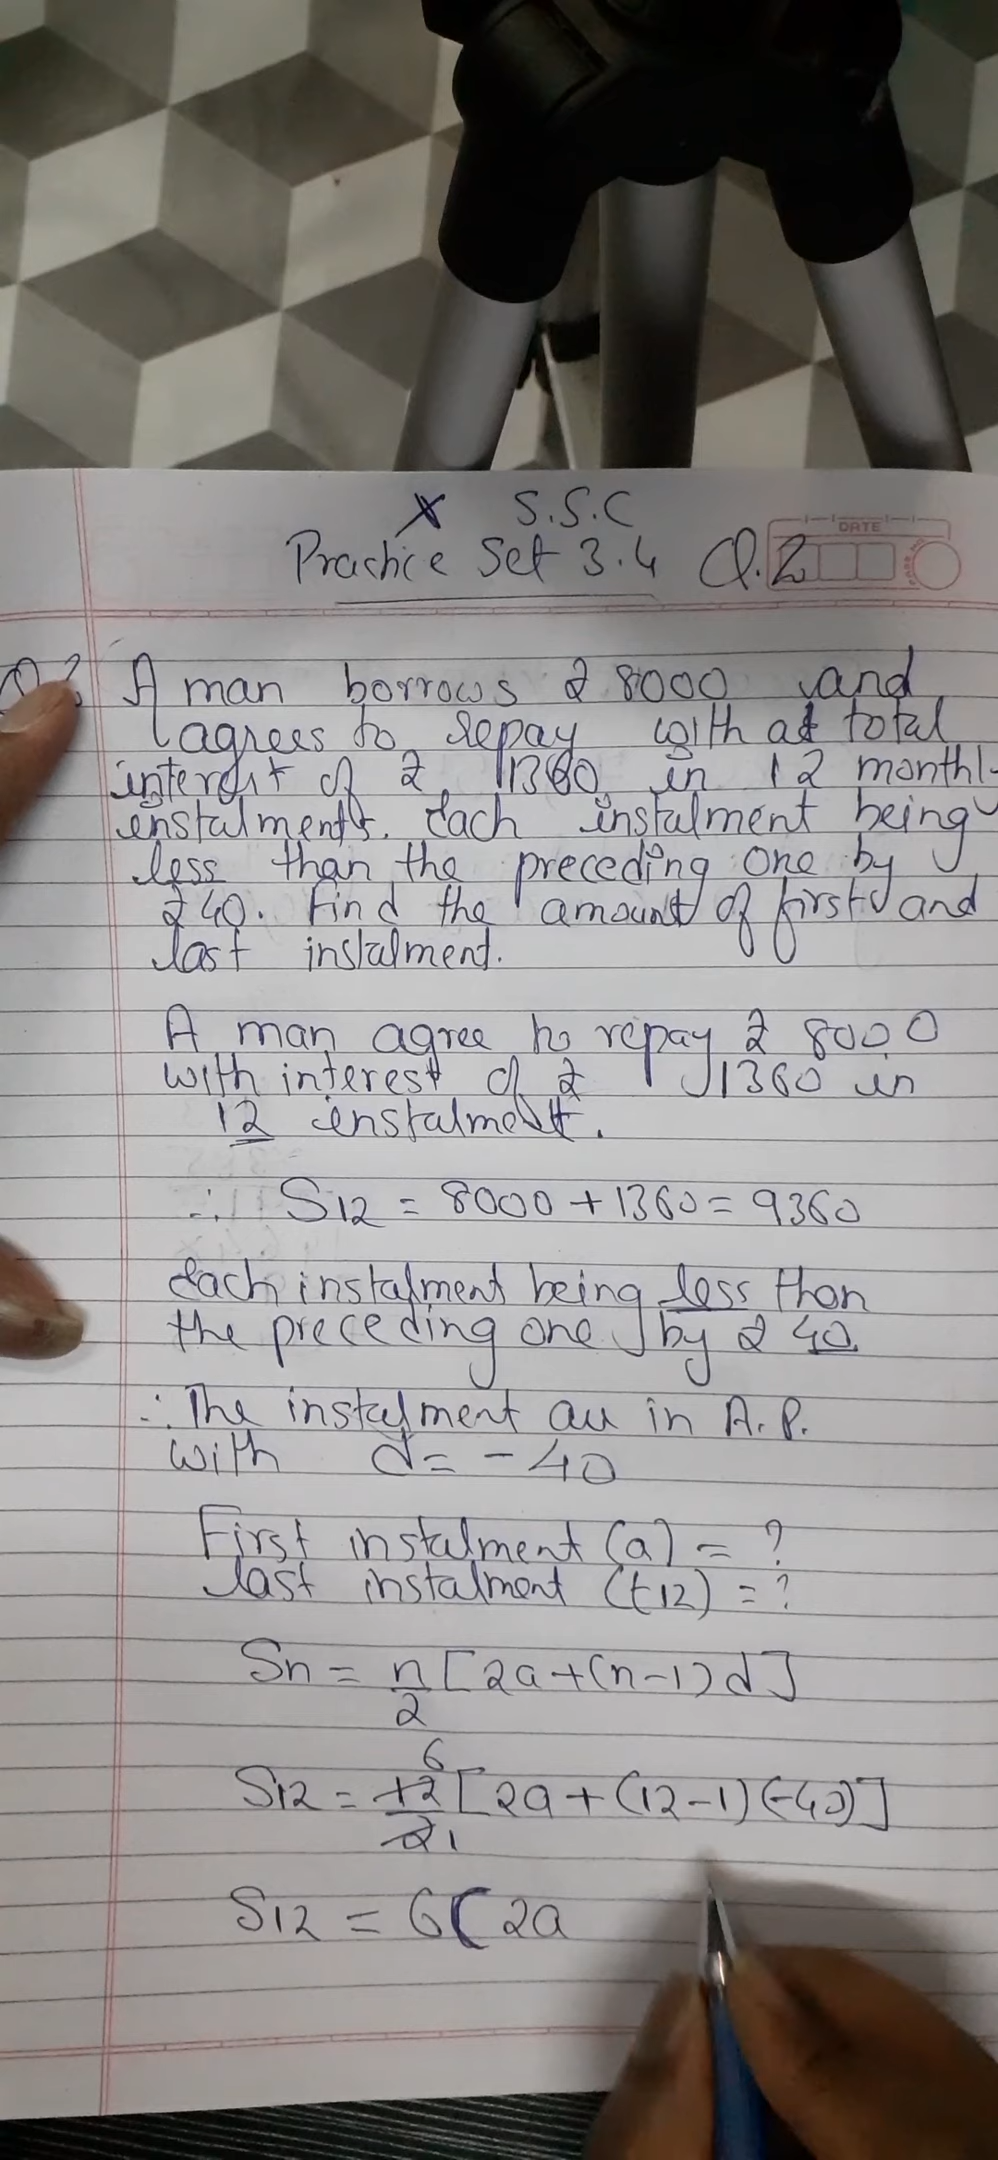 X S.S.C
DATE
Practice Set 3.4 Q.2
A man borrows ₹ 8000 and
agrees to repay with at total
interest of ₹ 1360 in 12 monthl-
instalments. Each instalment being
less than the preceding one by
₹ 40. Find the amount of first and
last instalment.
A man agree to repay ₹ 8000
with interest of ₹ 1360 in
12 instalment.
∴ S12 = 8000 + 1360 = 9360
Each instalment being less than
the preceding one by ₹ 40
∴ The instalment are in A.P.
with d = - 40
First instalment (a) = ?
last instalment (t12) = ?
Sn = n/2 [2a+(n-1)d]
6
S12 = 12/2 1 [2a+(12-1)(-40)]
S12 = 6(2a